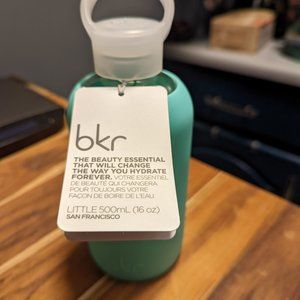 bkr
THE BEAUTY ESSENTIAL
THAT WILL CHANGE
THE WAY YOU HYDRATE
FOREVER. VOTRE ESSENTIEL
DE BEAUTÉ QUI CHANGERA
POUR TOUJOURS VOTRE
FAÇON DE BOIRE DE L'EAU.
LITTLE 500mL (16 oz)
SAN FRANCISCO
bkr